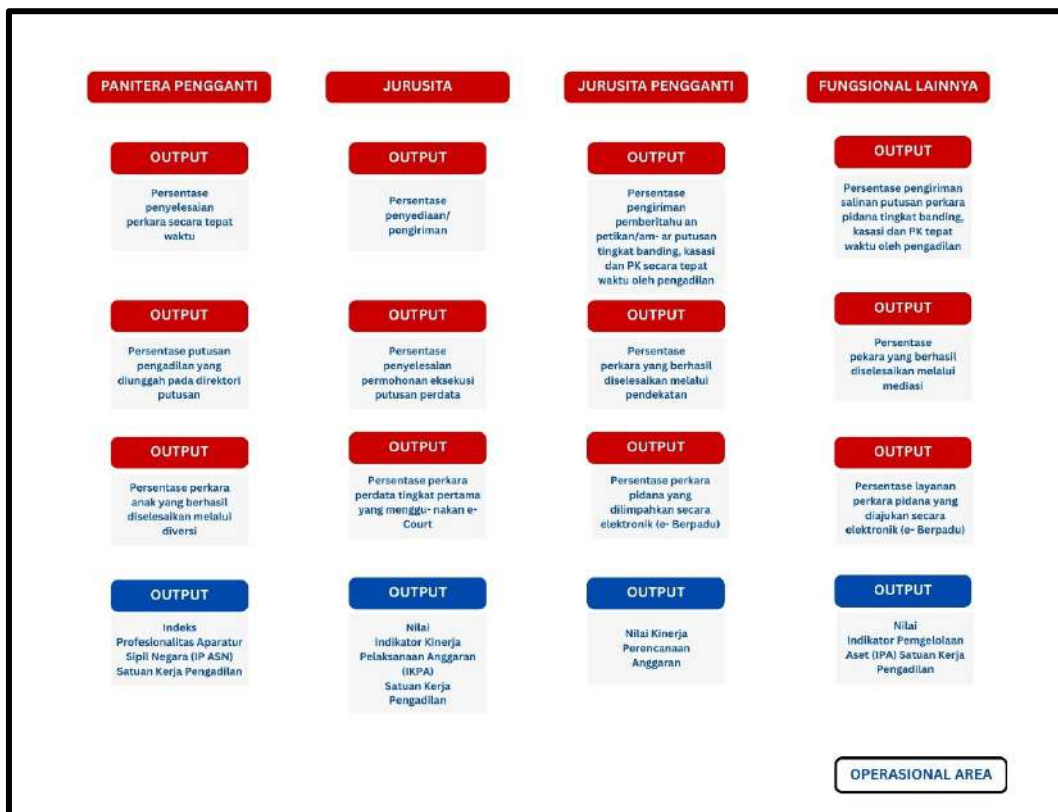 PANITERA PENGGANTI
JURUSITA
JURUSITA PENGGANTI
FUNGSIONAL LAINNYA
OUTPUT
Persentase
penyelesaian
perkara secara tepat
waktu
OUTPUT
Persentase
penyediaan/
pengiriman
OUTPUT
Persentase
pengiriman
pemberitahu an
petikan/am- ar putusan
tingkat banding, kasasi
dan PK secara tepat
waktu oleh pengadilan
OUTPUT
Persentase pengiriman
salinan putusan perkara
pidana tingkat banding,
kasasi dan PK tepat
waktu oleh pengadilan
OUTPUT
Persentase putusan
pengadilan yang
diunggah pada direktori
putusan
OUTPUT
Persentase
penyelesaian
permohonan eksekusi
putusan perdata
OUTPUT
Persentase
perkara yang berhasil
diselesaikan melalui
pendekatan
OUTPUT
Persentase
pekara yang berhasil
diselesaikan melalui
mediasi
OUTPUT
Persentase perkara
anak yang berhasil
diselesaikan melalui
diversi
OUTPUT
Persentase perkara
perdata tingkat pertama
yang menggu- nakan e-
Court
OUTPUT
Persentase perkara
pidana yang
dilimpahkan secara
elektronik (e- Berpadu)
OUTPUT
Persentase layanan
perkara pidana yang
diajukan secara
elektronik (e- Berpadu)
OUTPUT
Indeks
Profesionalitas Aparatur
Sipil Negara (IP ASN)
Satuan Kerja Pengadilan
OUTPUT
Nilai
Indikator Kinerja
Pelaksanaan Anggaran
(IKPA)
Satuan Kerja
Pengadilan
OUTPUT
Nilai Kinerja
Perencanaan
Anggaran
OUTPUT
Nilai
Indikator Pemgelolaan
Aset (IPA) Satuan Kerja
Pengadilan
OPERASIONAL AREA